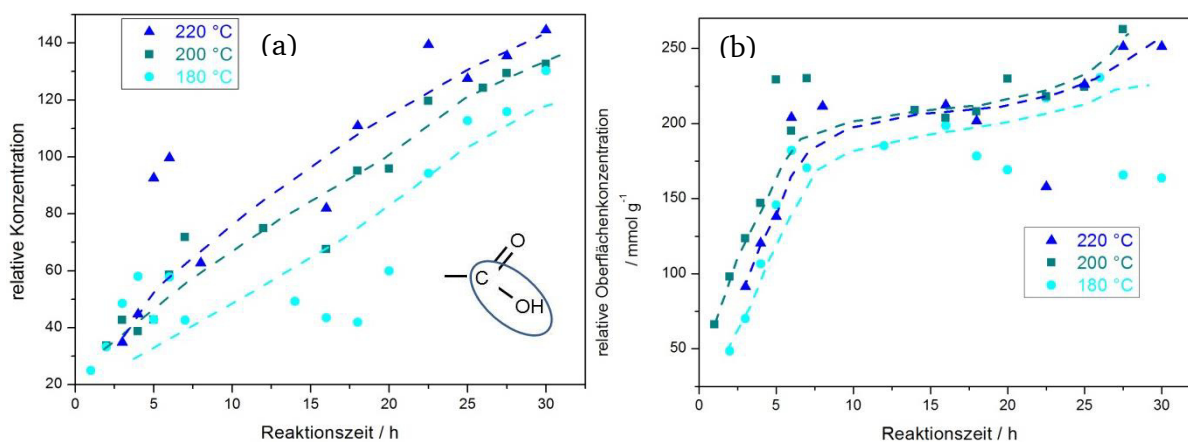 (a)
220 °C
200 °C
180 °C
relative Konzentration
140
120
100
80
60
40
20
0
5
10
15
20
25
30
Reaktionszeit / h
O
C
OH
(b)
relative Oberflächenkonzentration
/ mmol g⁻¹
250
200
150
100
50
0
5
10
15
20
25
30
Reaktionszeit / h
220 °C
200 °C
180 °C